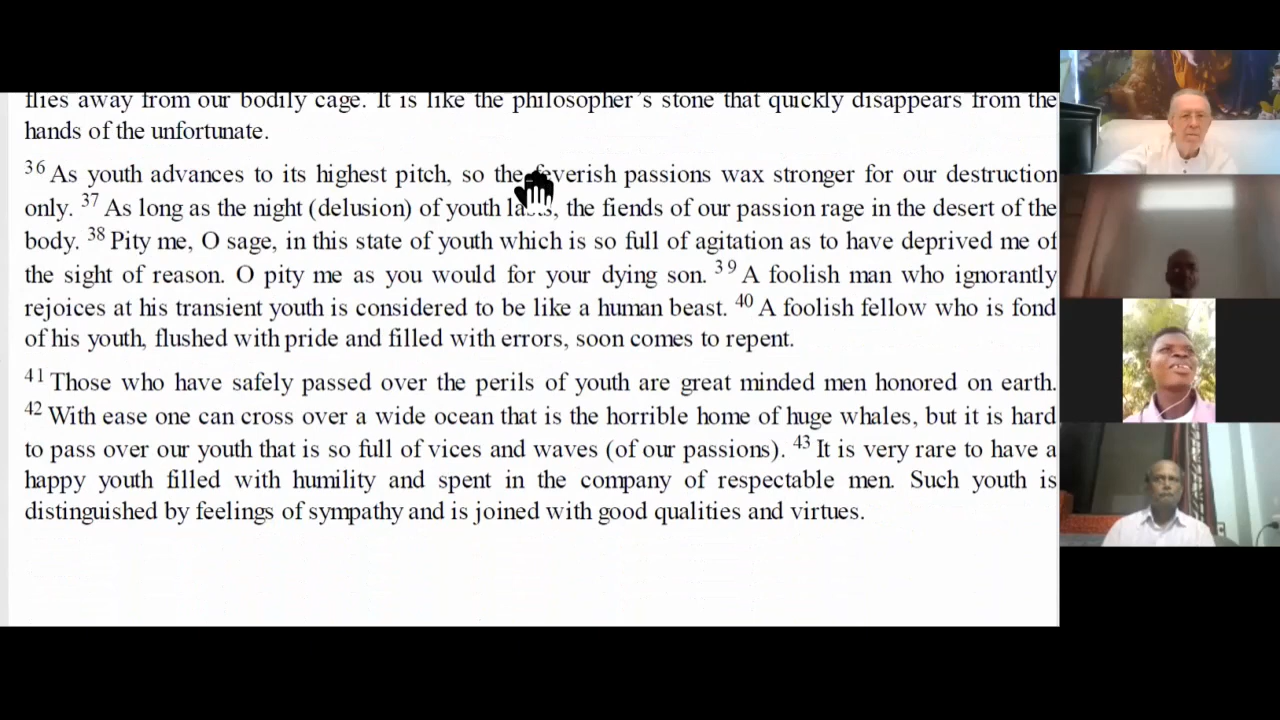 flies away from our bodily cage. It is like the philosopher's stone that quickly disappears from the
hands of the unfortunate.
36 As youth advances to its highest pitch, so the feverish passions wax stronger for our destruction
only. 37 As long as the night (delusion) of youth lasts, the fiends of our passion rage in the desert of the
body. 38 Pity me, O sage, in this state of youth which is so full of agitation as to have deprived me of
the sight of reason. O pity me as you would for your dying son. 39 A foolish man who ignorantly
rejoices at his transient youth is considered to be like a human beast. 40 A foolish fellow who is fond
of his youth, flushed with pride and filled with errors, soon comes to repent.
41 Those who have safely passed over the perils of youth are great minded men honored on earth.
42 With ease one can cross over a wide ocean that is the horrible home of huge whales, but it is hard
to pass over our youth that is so full of vices and waves (of our passions). 43 It is very rare to have a
happy youth filled with humility and spent in the company of respectable men. Such youth is
distinguished by feelings of sympathy and is joined with good qualities and virtues.